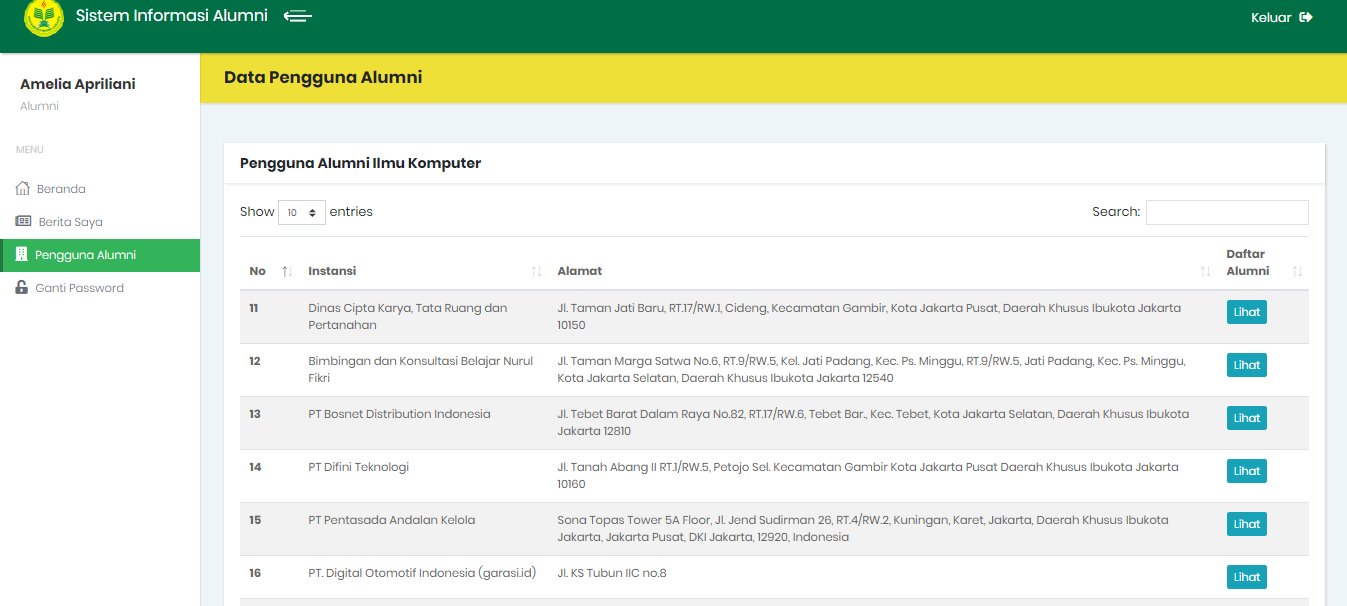 Sistem Informasi Alumni
Keluar
Amelia Apriliani
Alumni
MENU
Beranda
Berita Saya
Pengguna Alumni
Ganti Password
Data Pengguna Alumni
Pengguna Alumni Ilmu Komputer
Show 10 entries
Search:
No Instansi Alamat Daftar
Alumni
11 Dinas Cipta Karya, Tata Ruang dan Jl. Taman Jati Baru, RT.17/RW.1, Cideng, Kecamatan Gambir, Kota Jakarta Pusat, Daerah Khusus Ibukota Jakarta Lihat
Pertanahan 10150
12 Bimbingan dan Konsultasi Belajar Nurul Jl. Taman Marga Satwa No.6, RT.9/RW.5, Kel. Jati Padang, Kec. Ps. Minggu, RT.9/RW.5, Jati Padang, Kec. Ps. Minggu, Lihat
Fikri Kota Jakarta Selatan, Daerah Khusus Ibukota Jakarta 12540
13 PT Bosnet Distribution Indonesia Jl. Tebet Barat Dalam Raya No.82, RT.17/RW.6, Tebet Bar., Kec. Tebet, Kota Jakarta Selatan, Daerah Khusus Ibukota Lihat
Jakarta 12810
14 PT Difini Teknologi Jl. Tanah Abang II RT.1/RW.5, Petojo Sel. Kecamatan Gambir Kota Jakarta Pusat Daerah Khusus Ibukota Jakarta Lihat
10160
15 PT Pentasada Andalan Kelola Sona Topas Tower 5A Floor, Jl. Jend Sudirman 26, RT.4/RW.2, Kuningan, Karet, Jakarta, Daerah Khusus Ibukota Lihat
Jakarta, Jakarta Pusat, DKI Jakarta, 12920, Indonesia
16 PT. Digital Otomotif Indonesia (garasi.id) Jl. KS Tubun IIC no.8 Lihat